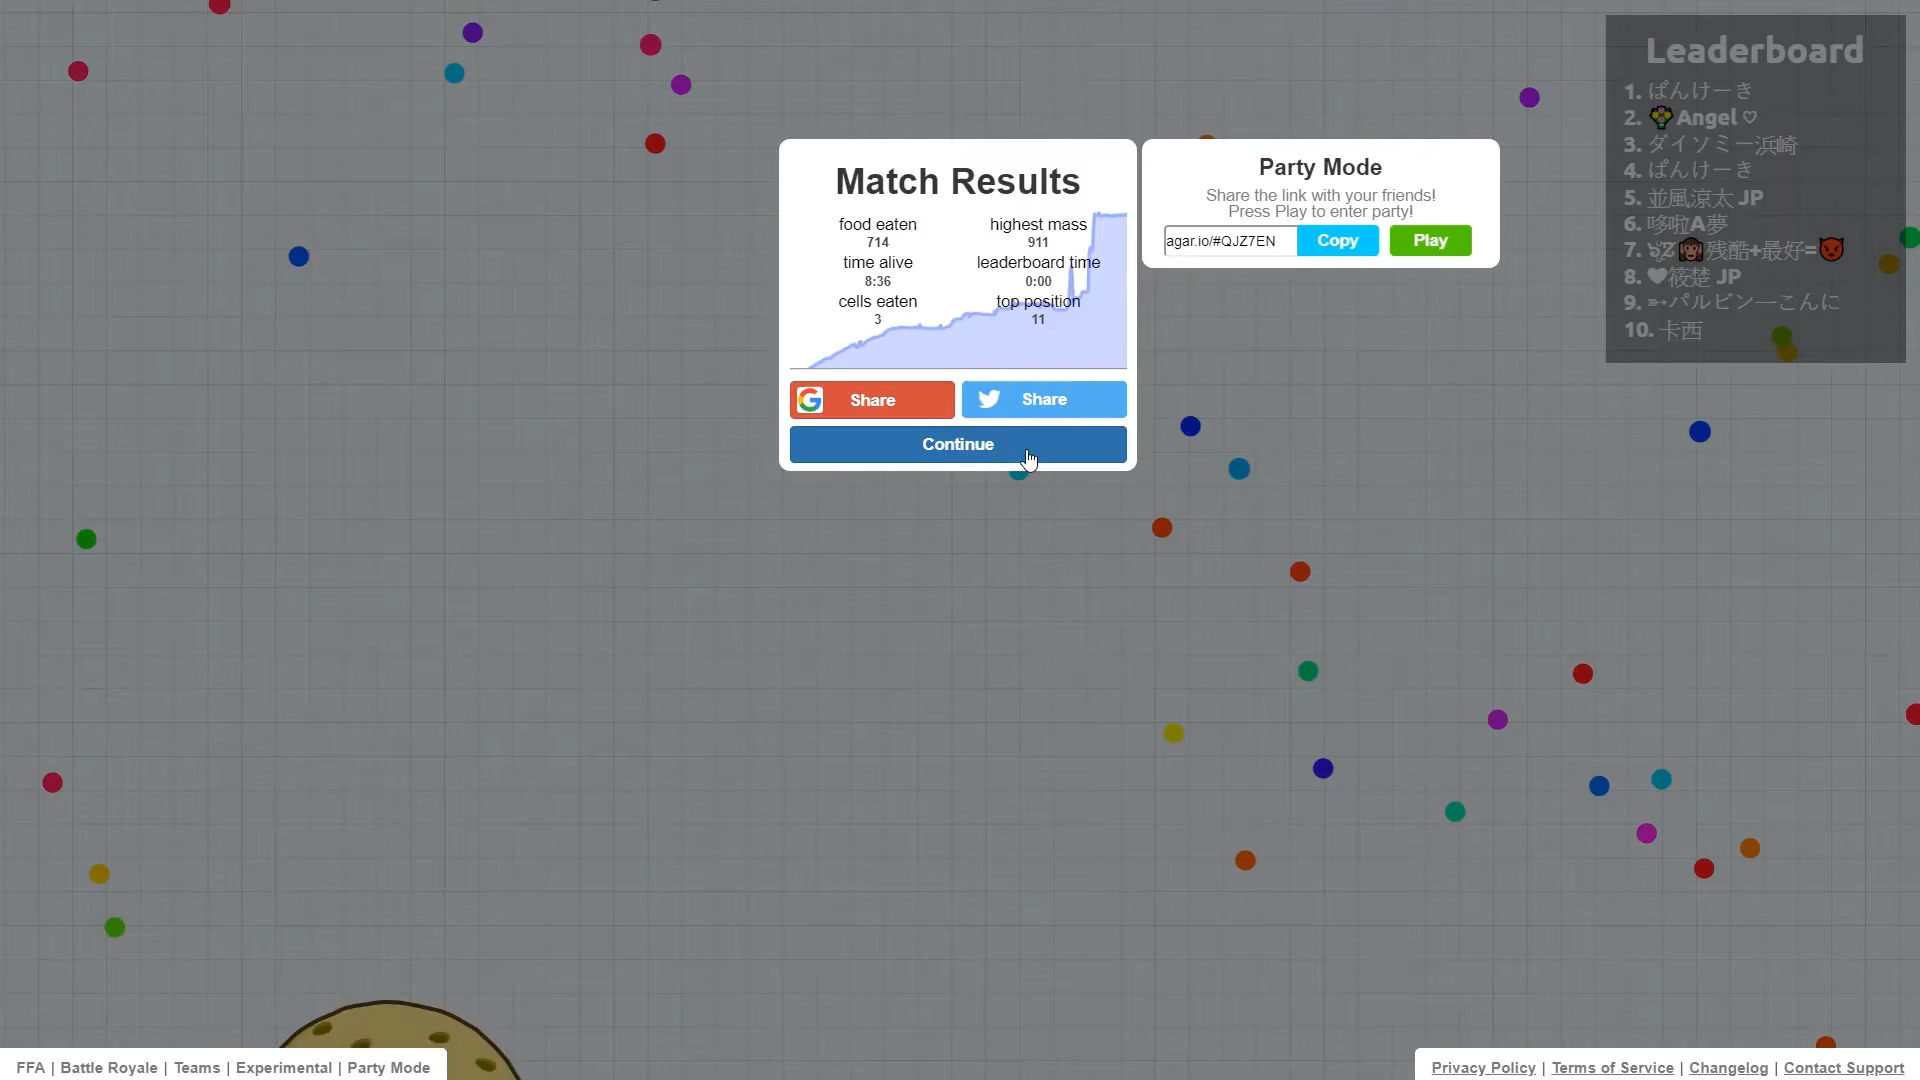 Match Results
food eaten
714
highest mass
911
time alive
8:36
leaderboard time
0:00
cells eaten
3
top position
11
Share
Share
Continue
Party Mode
Share the link with your friends!
Press Play to enter party!
agar.io/#QJZ7EN
Copy
Play
Leaderboard
1. ぱんけーき
2. Angel ♡
3. ダイソミー浜崎
4. ぱんけーき
5. 並風涼太 JP
6. 哆啦A夢
7. 残酷+最好=
8. ♥筱楚 JP
9. ➳パルビン一こんに
10. 卡西
FFA | Battle Royale | Teams | Experimental | Party Mode
Privacy Policy | Terms of Service | Changelog | Contact Support